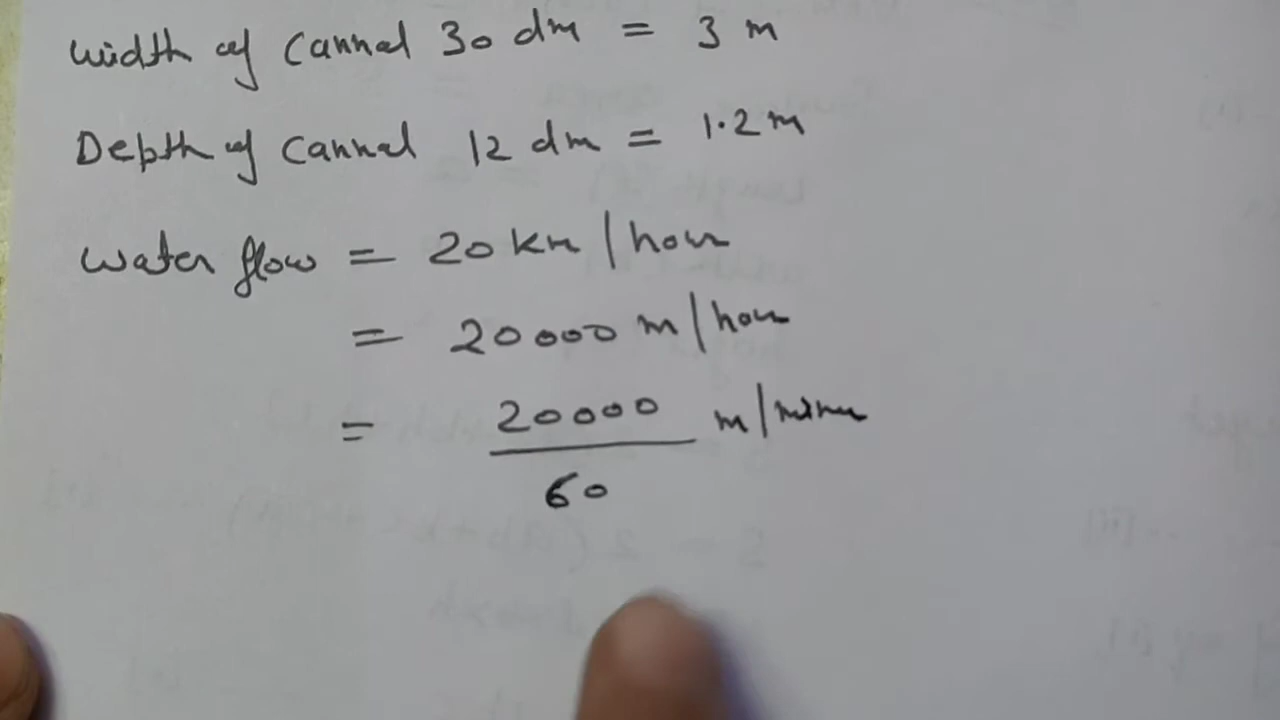 Width of Cannal 30 dm = 3 m
Depth of Cannal 12 dm = 1.2 m
Water flow = 20 km/hour
= 20000 m/hour
= 20000/60 m/